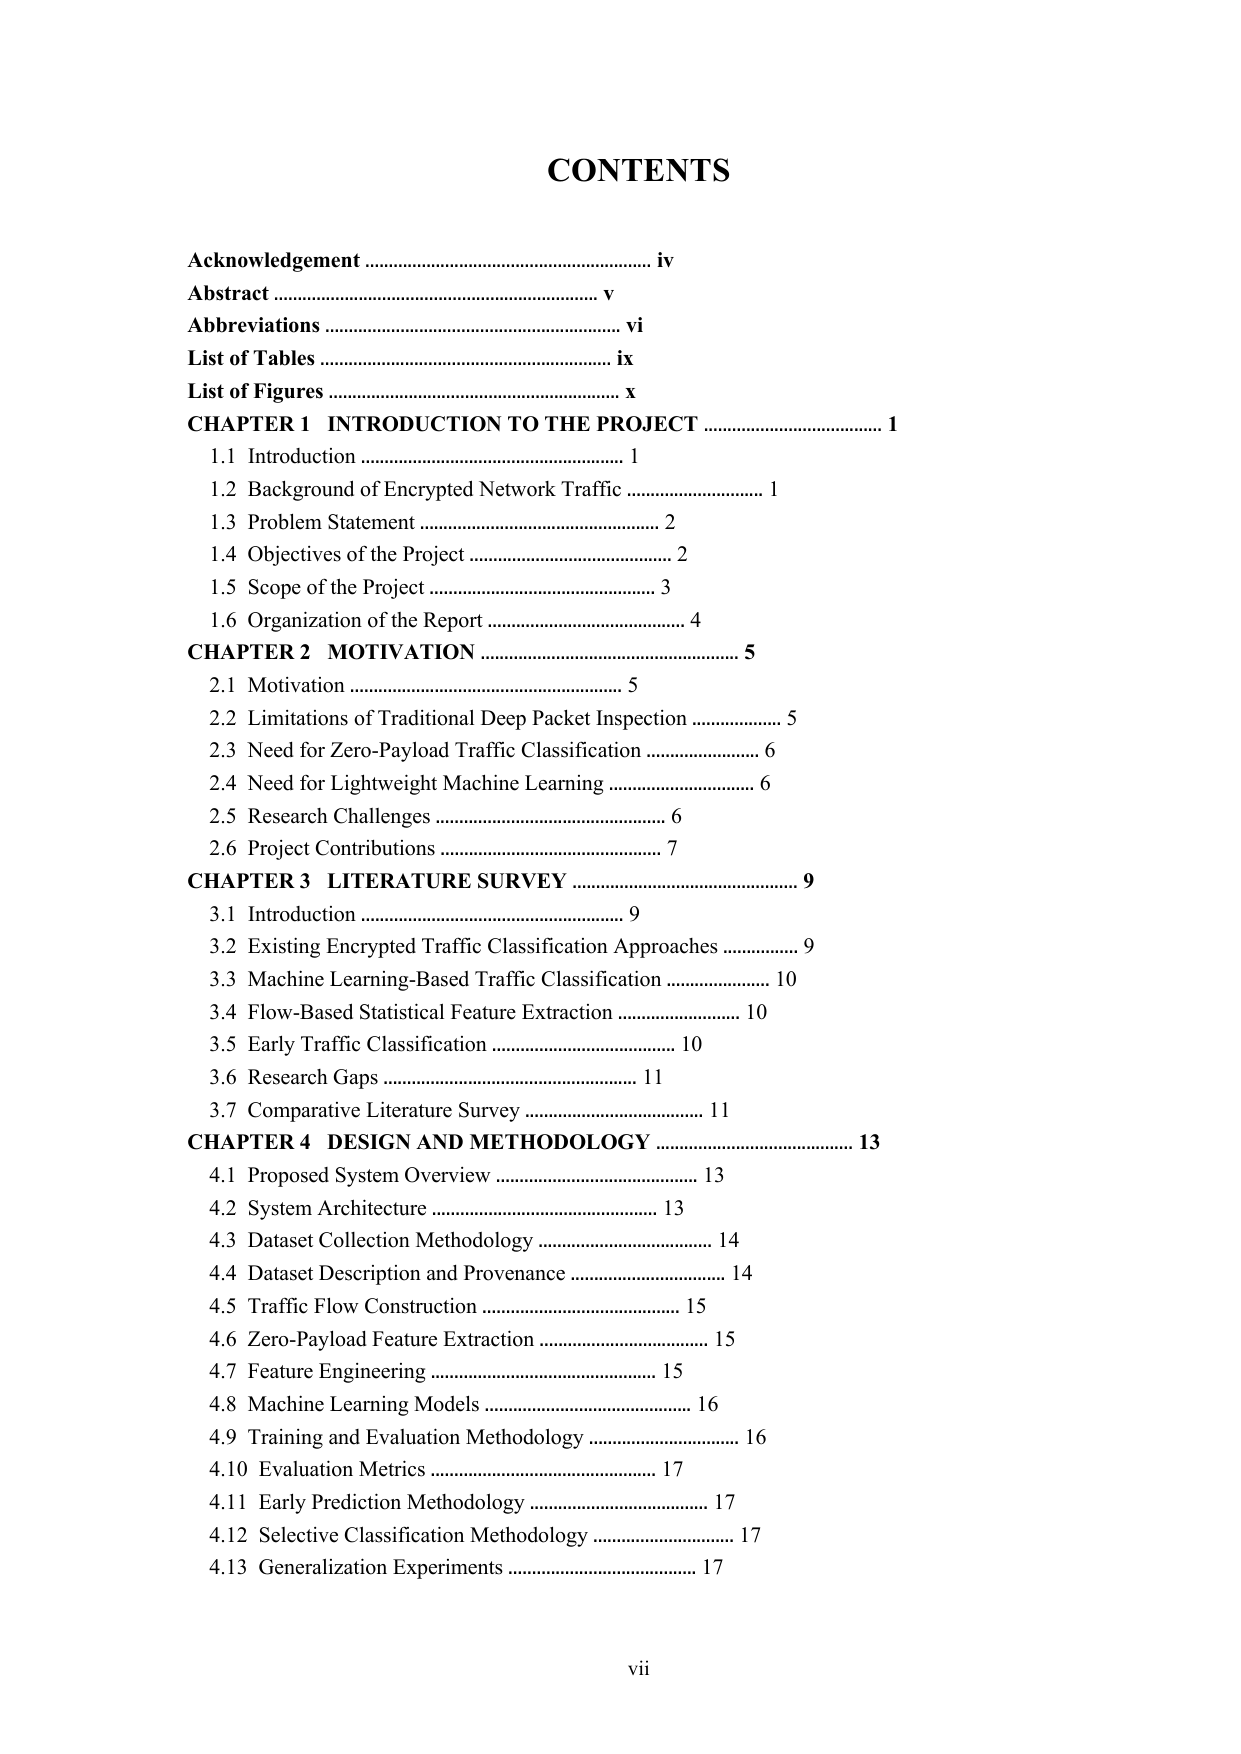 CONTENTS
Acknowledgement ............................................................. iv
Abstract ..................................................................... v
Abbreviations ............................................................... vi
List of Tables .............................................................. ix
List of Figures .............................................................. x
CHAPTER 1 INTRODUCTION TO THE PROJECT ...................................... 1
1.1 Introduction ........................................................ 1
1.2 Background of Encrypted Network Traffic ............................. 1
1.3 Problem Statement ................................................... 2
1.4 Objectives of the Project ........................................... 2
1.5 Scope of the Project ................................................ 3
1.6 Organization of the Report .......................................... 4
CHAPTER 2 MOTIVATION ....................................................... 5
2.1 Motivation .......................................................... 5
2.2 Limitations of Traditional Deep Packet Inspection ................... 5
2.3 Need for Zero-Payload Traffic Classification ........................ 6
2.4 Need for Lightweight Machine Learning ............................... 6
2.5 Research Challenges ................................................. 6
2.6 Project Contributions ............................................... 7
CHAPTER 3 LITERATURE SURVEY ................................................ 9
3.1 Introduction ........................................................ 9
3.2 Existing Encrypted Traffic Classification Approaches ................ 9
3.3 Machine Learning-Based Traffic Classification ...................... 10
3.4 Flow-Based Statistical Feature Extraction .......................... 10
3.5 Early Traffic Classification ....................................... 10
3.6 Research Gaps ...................................................... 11
3.7 Comparative Literature Survey ...................................... 11
CHAPTER 4 DESIGN AND METHODOLOGY .......................................... 13
4.1 Proposed System Overview ........................................... 13
4.2 System Architecture ................................................ 13
4.3 Dataset Collection Methodology ..................................... 14
4.4 Dataset Description and Provenance ................................. 14
4.5 Traffic Flow Construction .......................................... 15
4.6 Zero-Payload Feature Extraction .................................... 15
4.7 Feature Engineering ................................................ 15
4.8 Machine Learning Models ............................................ 16
4.9 Training and Evaluation Methodology ................................ 16
4.10 Evaluation Metrics ................................................ 17
4.11 Early Prediction Methodology ...................................... 17
4.12 Selective Classification Methodology .............................. 17
4.13 Generalization Experiments ........................................ 17
vii